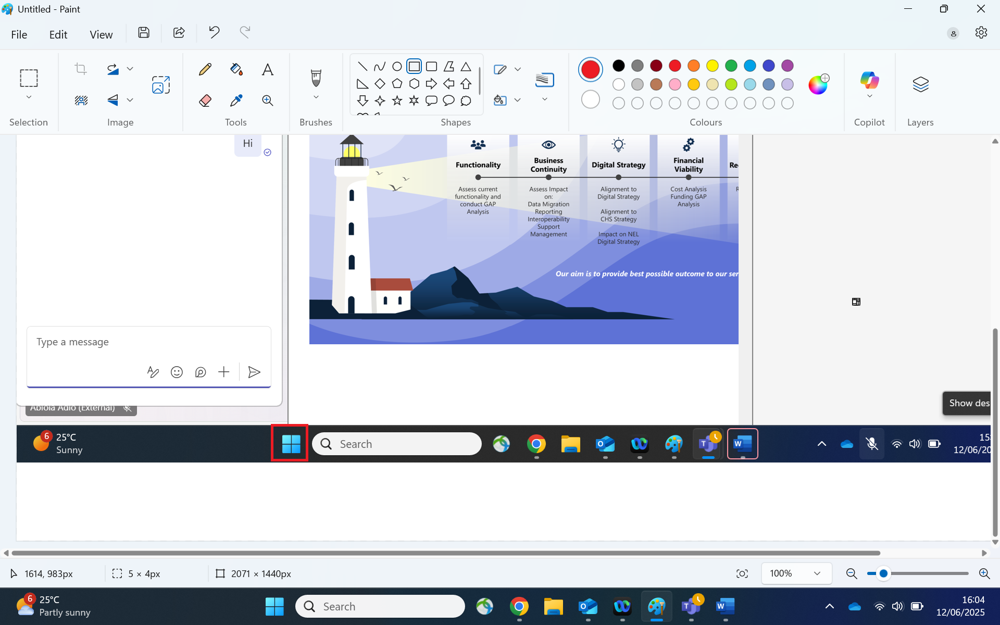 Untitled - Paint
File
Edit
View
Selection
Image
Tools
Brushes
Shapes
Colours
Copilot
Layers
Hi
Type a message
Abiola Adio (External)
Functionality
Assess current
functionality and
conduct GAP
Analysis
Business
Continuity
Assess Impact
on:
Data Migration
Reporting
Interoperability
Support
Management
Digital Strategy
Alignment to
Digital Strategy
Alignment to
CHS Strategy
Impact on NEL
Digital Strategy
Financial
Viability
Cost Analysis
Funding GAP
Analysis
Re
R
Our aim is to provide best possible outcome to our ser
Show des
6
25°C
Sunny
Search
15:
12/06/20
1614, 983px
5 × 4px
2071 × 1440px
100%
6
25°C
Partly sunny
Search
16:04
12/06/2025